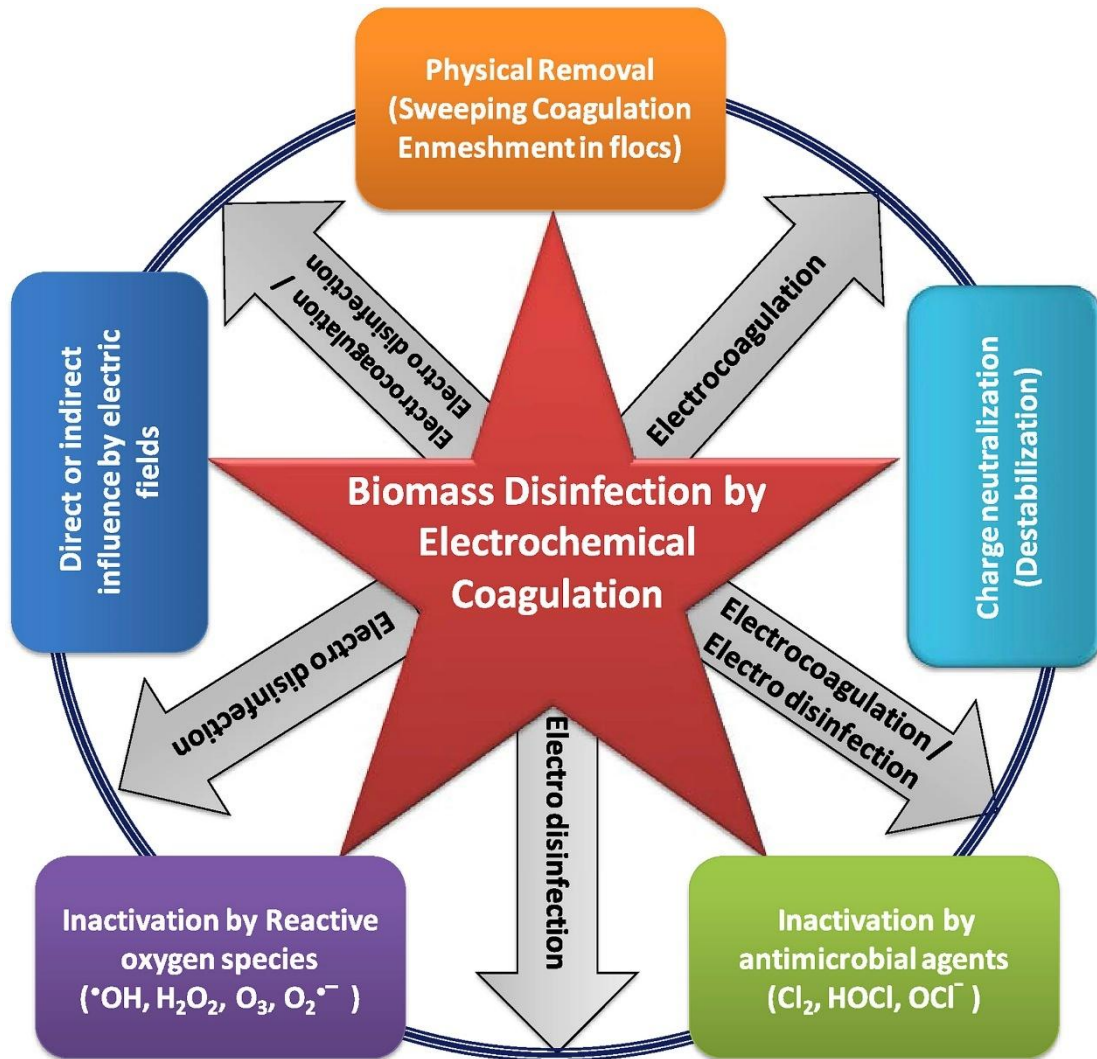 Physical Removal
(Sweeping Coagulation
Enmeshment in flocs)
Electrocoagulation /
Electro disinfection
Electrocoagulation
Direct or indirect
influence by electric
fields
Biomass Disinfection by
Electrochemical
Coagulation
Charge neutralization
(Destabilization)
Electro disinfection
Electro disinfection
Electrocoagulation /
Electro disinfection
Inactivation by Reactive
oxygen species
(•OH, H₂O₂, O₃, O₂•⁻ )
Inactivation by
antimicrobial agents
(Cl₂, HOCl, OCl⁻ )